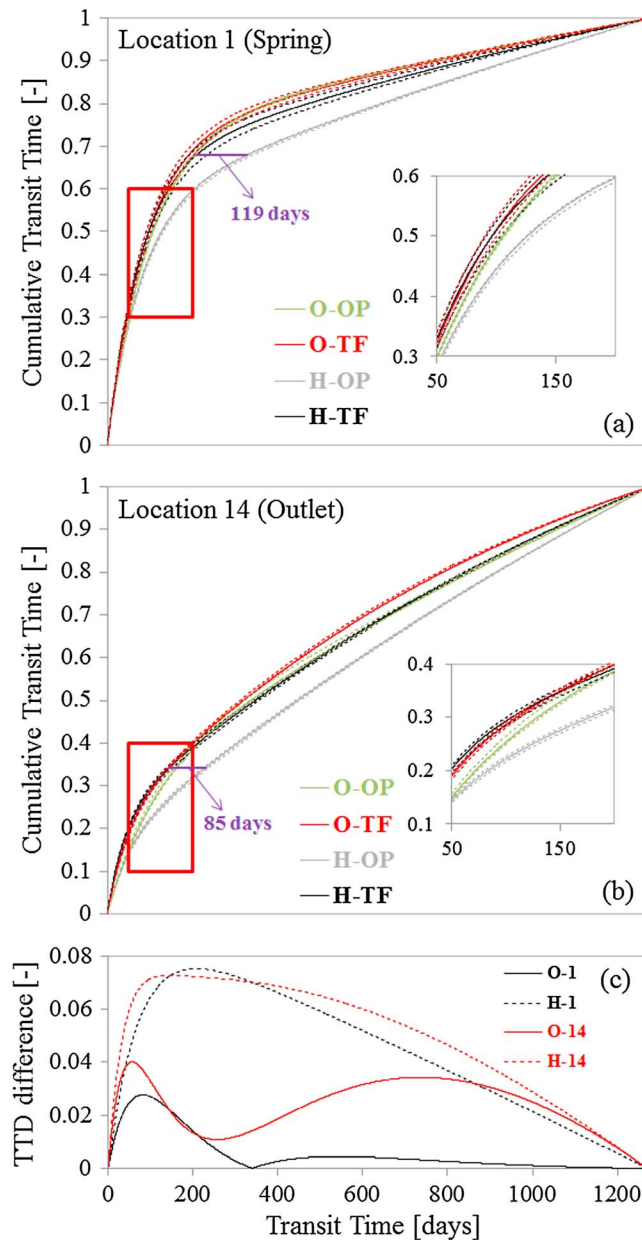 Location 1 (Spring)
Cumulative Transit Time [-]
1
0.9
0.8
0.7
0.6
0.5
0.4
0.3
0.2
0.1
0
119 days
O-OP
O-TF
H-OP
H-TF
0.6
0.5
0.4
0.3
50
150
(a)
Location 14 (Outlet)
Cumulative Transit Time [-]
1
0.9
0.8
0.7
0.6
0.5
0.4
0.3
0.2
0.1
0
85 days
O-OP
O-TF
H-OP
H-TF
0.4
0.3
0.2
0.1
50
150
(b)
TTD difference [-]
0.08
0.06
0.04
0.02
0
O-1
H-1
O-14
H-14
(c)
0 200 400 600 800 1000 1200
Transit Time [days]